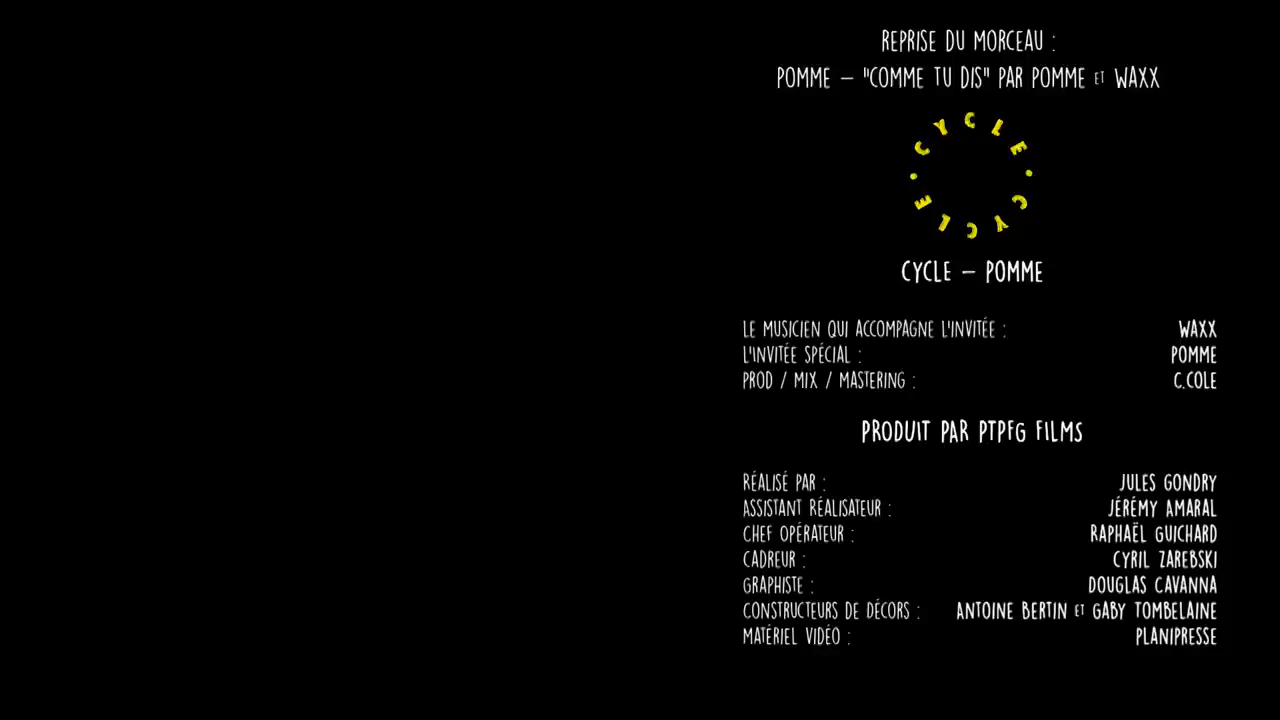 REPRISE DU MORCEAU :
POMME – "COMME TU DIS" PAR POMME ET WAXX
CYCLE • CYCLE •
CYCLE – POMME
LE MUSICIEN QUI ACCOMPAGNE L'INVITÉE : WAXX
L'INVITÉE SPÉCIAL : POMME
PROD / MIX / MASTERING : C.COLE
PRODUIT PAR PTPFG FILMS
RÉALISÉ PAR : JULES GONDRY
ASSISTANT RÉALISATEUR : JÉRÉMY AMARAL
CHEF OPÉRATEUR : RAPHAËL GUICHARD
CADREUR : CYRIL ZAREBSKI
GRAPHISTE : DOUGLAS CAVANNA
CONSTRUCTEURS DE DÉCORS : ANTOINE BERTIN ET GABY TOMBELAINE
MATÉRIEL VIDÉO : PLANIPRESSE